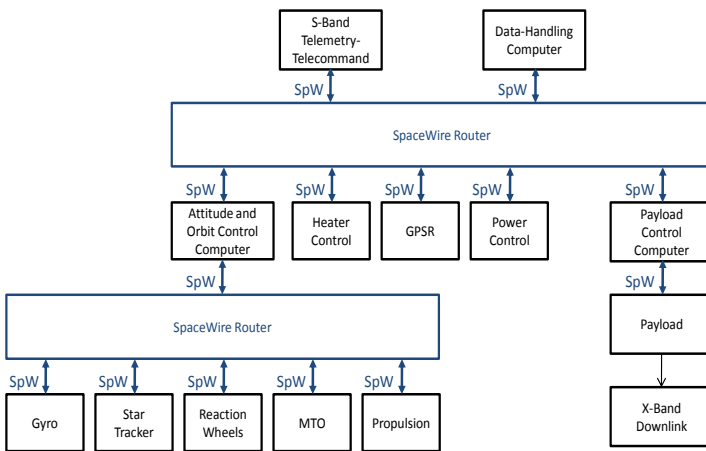 S-Band
Telemetry-
Telecommand
Data-Handling
Computer
SpW
SpW
SpaceWire Router
SpW
SpW
SpW
SpW
SpW
Attitude and
Orbit Control
Computer
Heater
Control
GPSR
Power
Control
Payload
Control
Computer
SpW
SpW
SpaceWire Router
Payload
SpW
SpW
SpW
SpW
SpW
Gyro
Star
Tracker
Reaction
Wheels
MTO
Propulsion
X-Band
Downlink